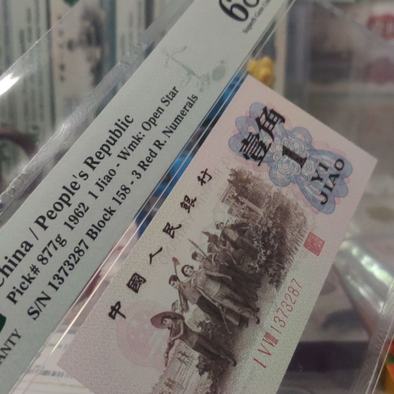 China / People's Republic
Pick# 877g 1962 1 Jiao - Wmk: Open Star
S/N 1373287 Block 158 - 3 Red R. Numerals
壹角
1
YI
JIAO
中國人民銀行
I V VIII 1373287